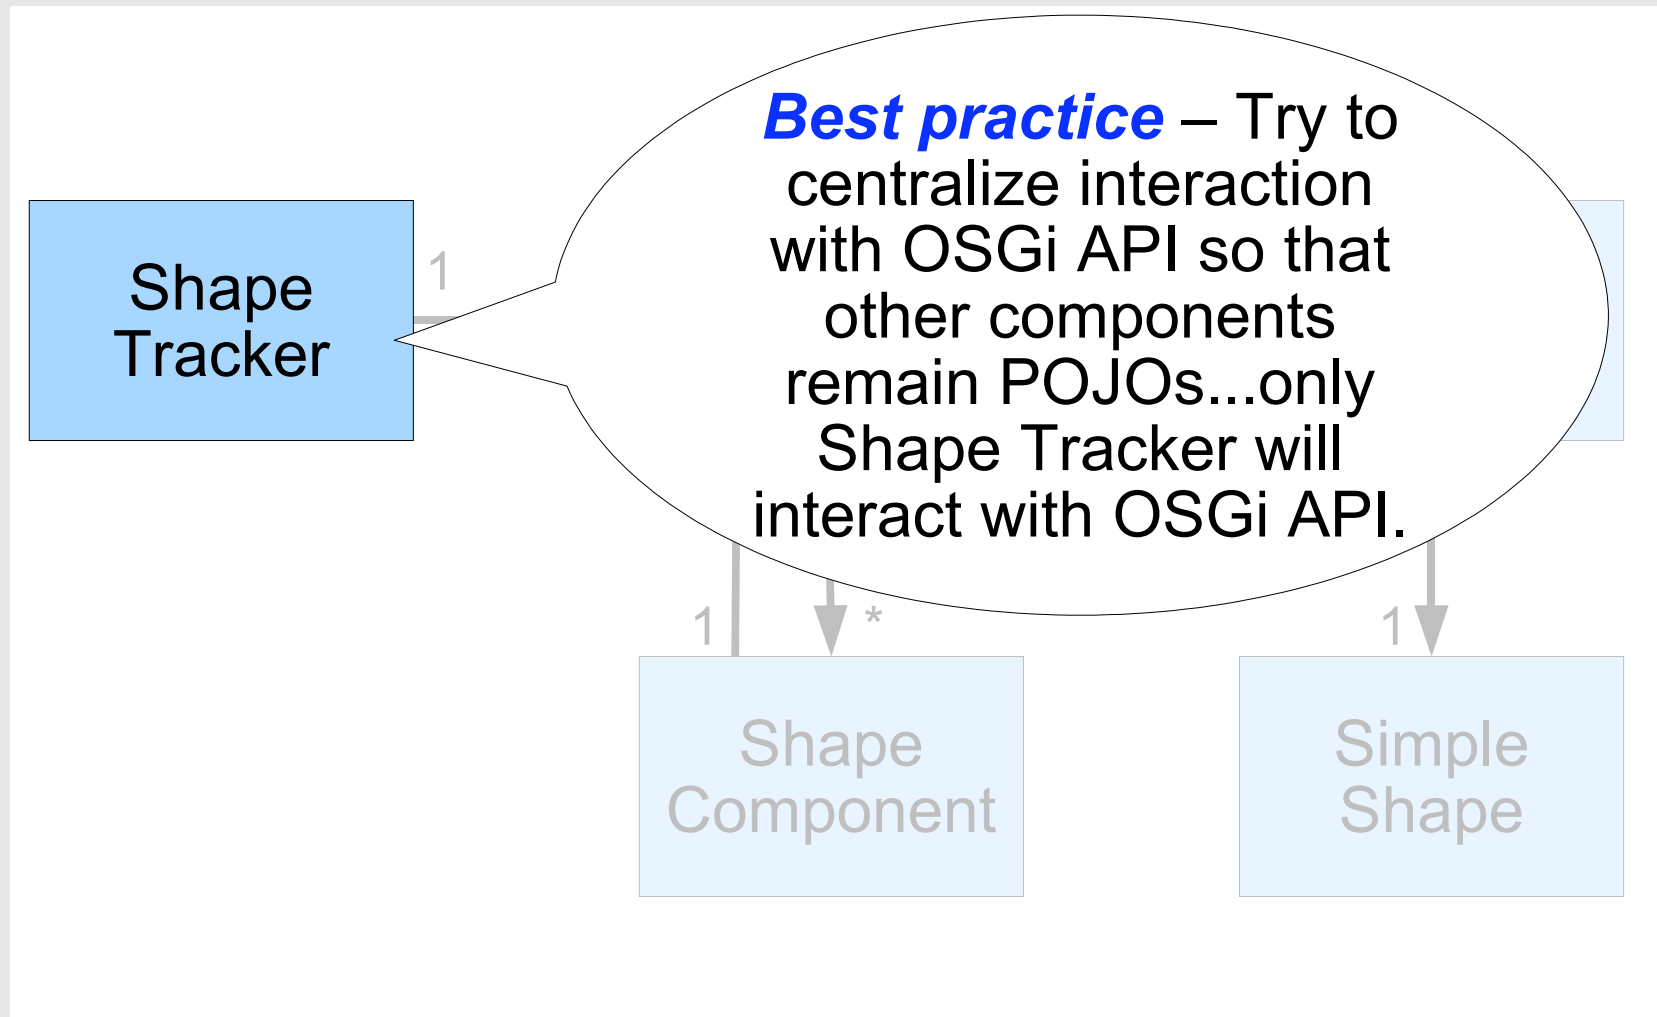 Best practice – Try to
centralize interaction
with OSGi API so that
other components
remain POJOs...only
Shape Tracker will
interact with OSGi API.
Shape
Tracker
1
1
*
1
Shape
Component
Simple
Shape